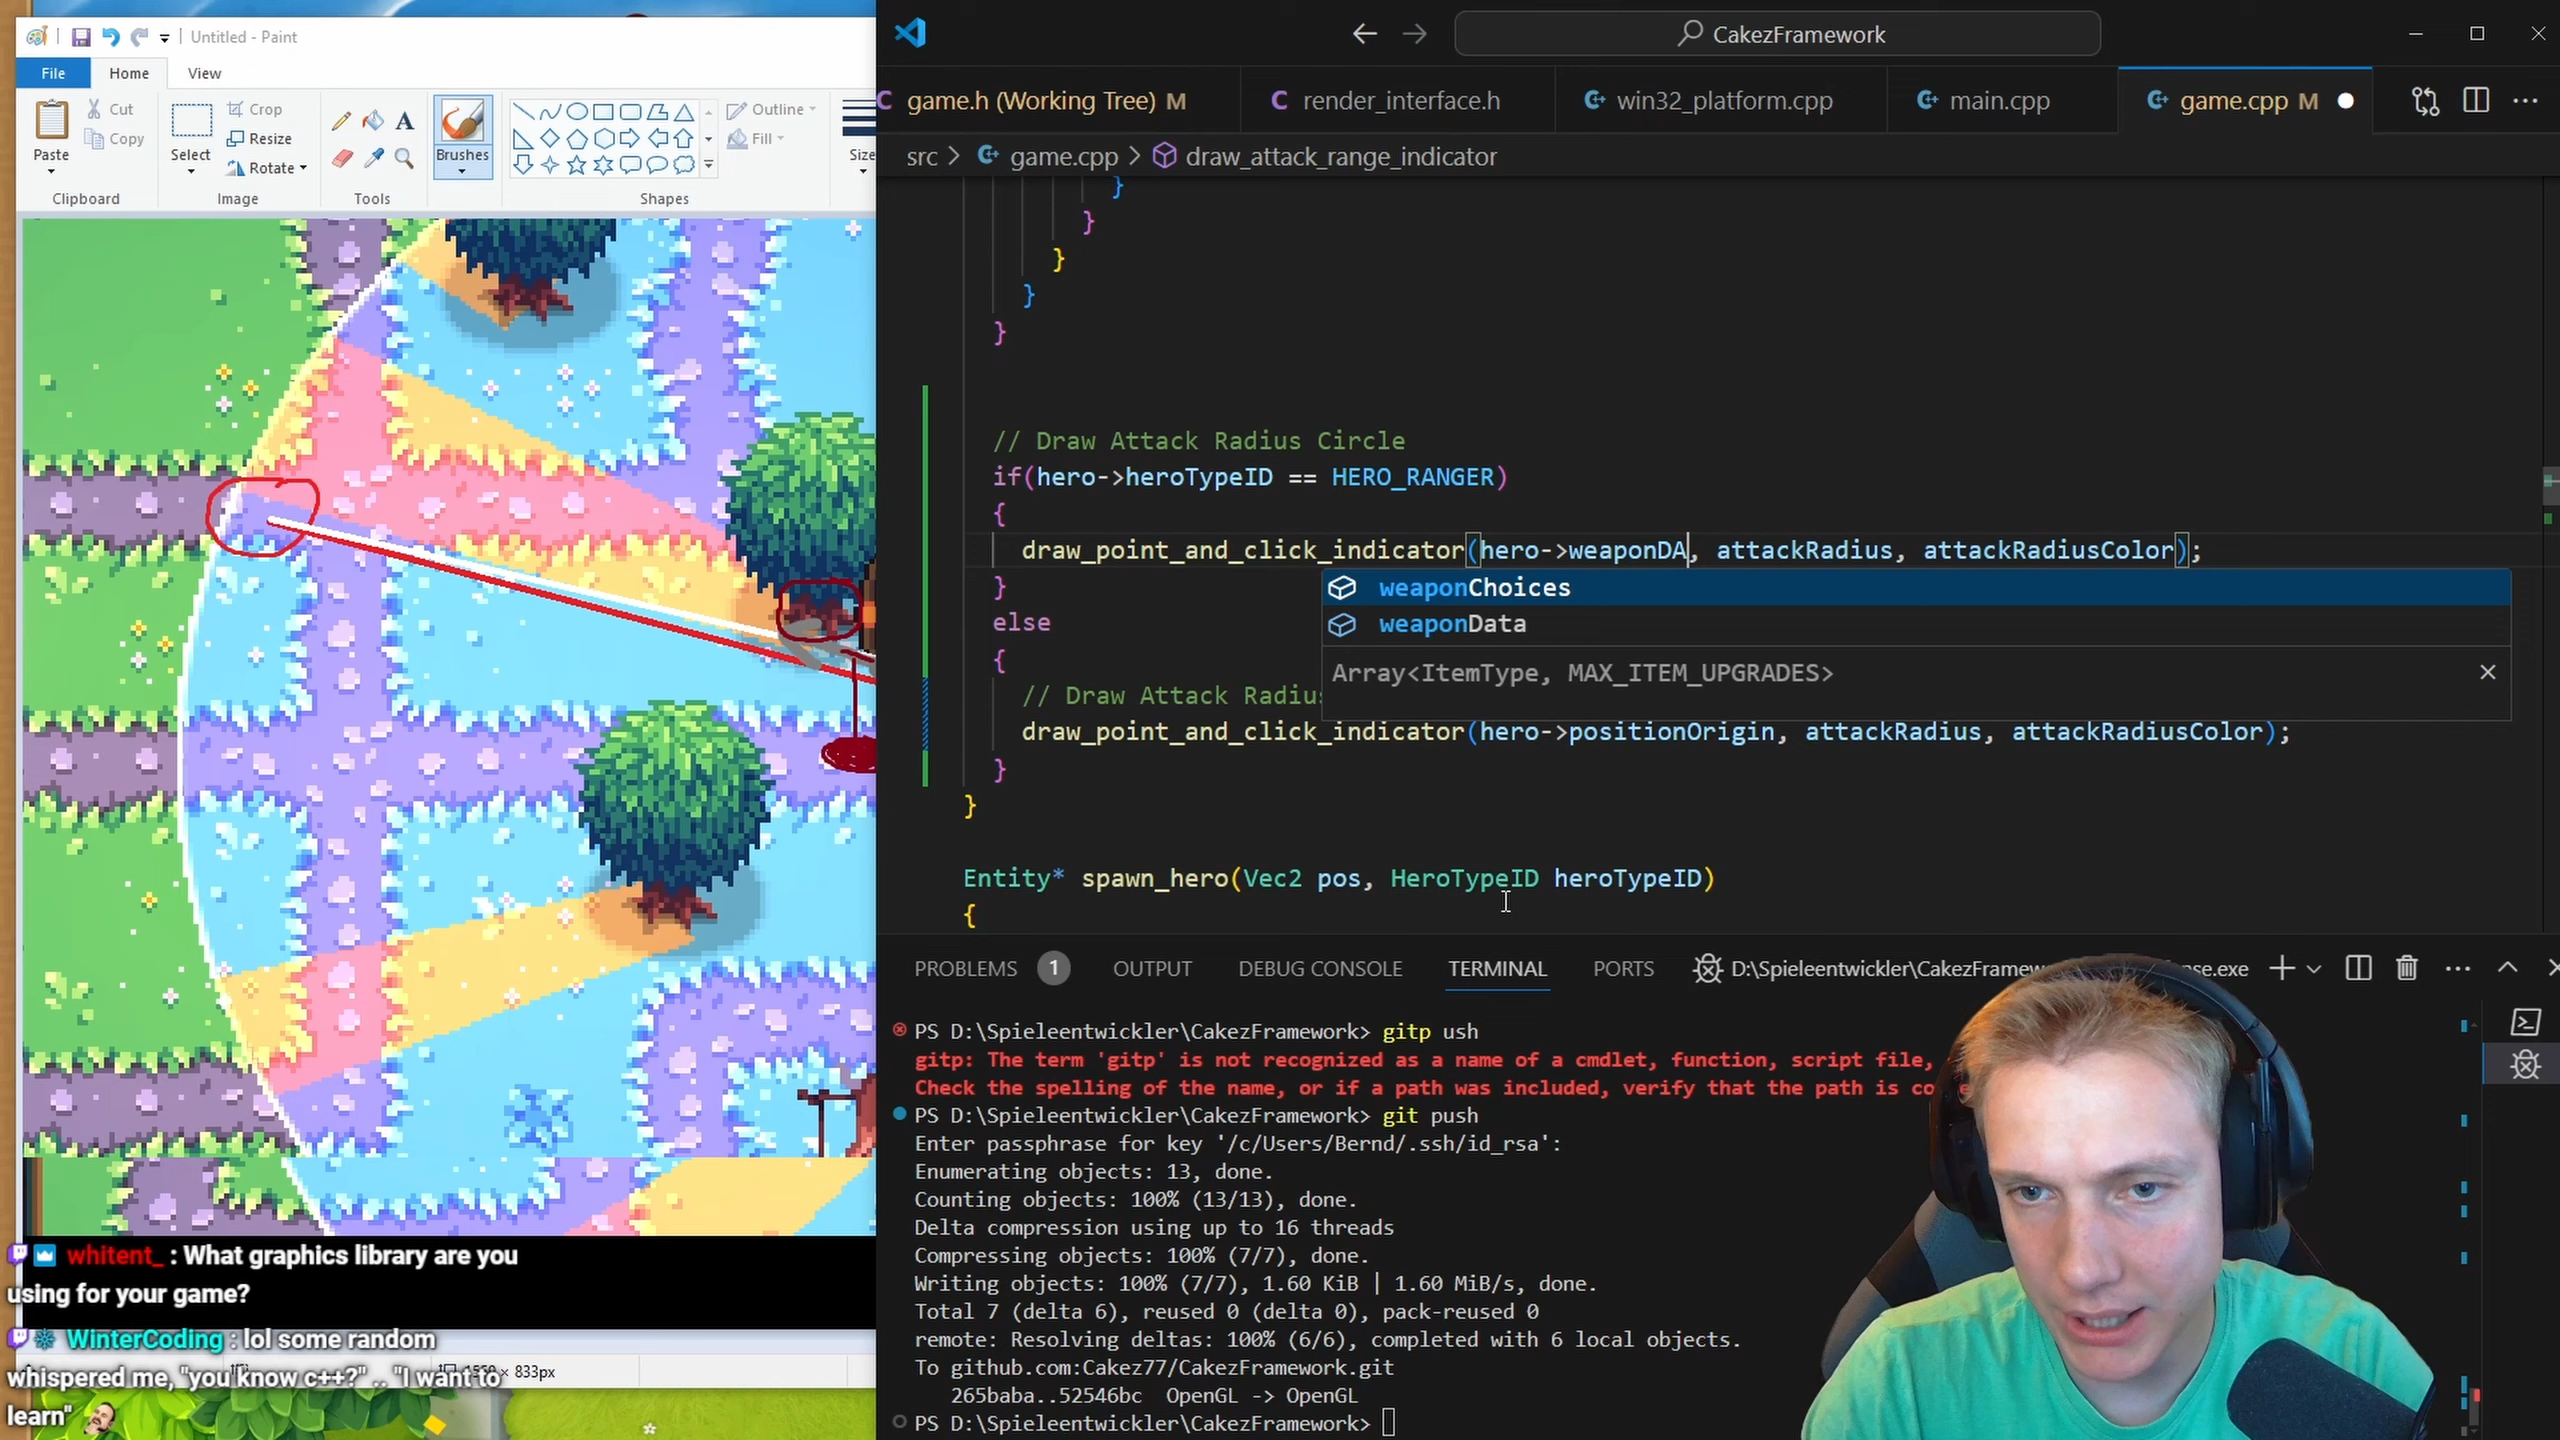 Untitled - Paint
File
Home
View
Paste
Cut
Copy
Clipboard
Select
Crop
Resize
Rotate
Image
Tools
Brushes
Shapes
Outline
Fill
whitent_ : What graphics library are you
using for your game?
WinterCoding : lol some random
whispered me, "you know c++?" .. "I want to
learn"
× 833px
CakezFramework
game.h (Working Tree) M
render_interface.h
win32_platform.cpp
main.cpp
game.cpp M
src > game.cpp > draw_attack_range_indicator
}
}
}
}
}
// Draw Attack Radius Circle
if(hero->heroTypeID == HERO_RANGER)
{
draw_point_and_click_indicator(hero->weaponDA, attackRadius, attackRadiusColor);
weaponChoices
weaponData
Array<ItemType, MAX_ITEM_UPGRADES>
}
else
{
// Draw Attack
draw_point_and_click_indicator(hero->positionOrigin, attackRadius, attackRadiusColor);
}
}
Entity* spawn_hero(Vec2 pos, HeroTypeID heroTypeID)
{
PROBLEMS 1
OUTPUT
DEBUG CONSOLE
TERMINAL
PORTS
PS D:\Spieleentwickler\CakezFramework> gitp ush
gitp: The term 'gitp' is not recognized as a name of a cmdlet, function, script file,
Check the spelling of the name, or if a path was included, verify that the path is
PS D:\Spieleentwickler\CakezFramework> git push
Enter passphrase for key '/c/Users/Bernd/.ssh/id_rsa':
Enumerating objects: 13, done.
Counting objects: 100% (13/13), done.
Delta compression using up to 16 threads
Compressing objects: 100% (7/7), done.
Writing objects: 100% (7/7), 1.60 KiB | 1.60 MiB/s, done.
Total 7 (delta 6), reused 0 (delta 0), pack-reused 0
remote: Resolving deltas: 100% (6/6), completed with 6 local objects.
To github.com:Cakez77/CakezFramework.git
265baba..52546bc OpenGL -> OpenGL
PS D:\Spieleentwickler\CakezFramework>